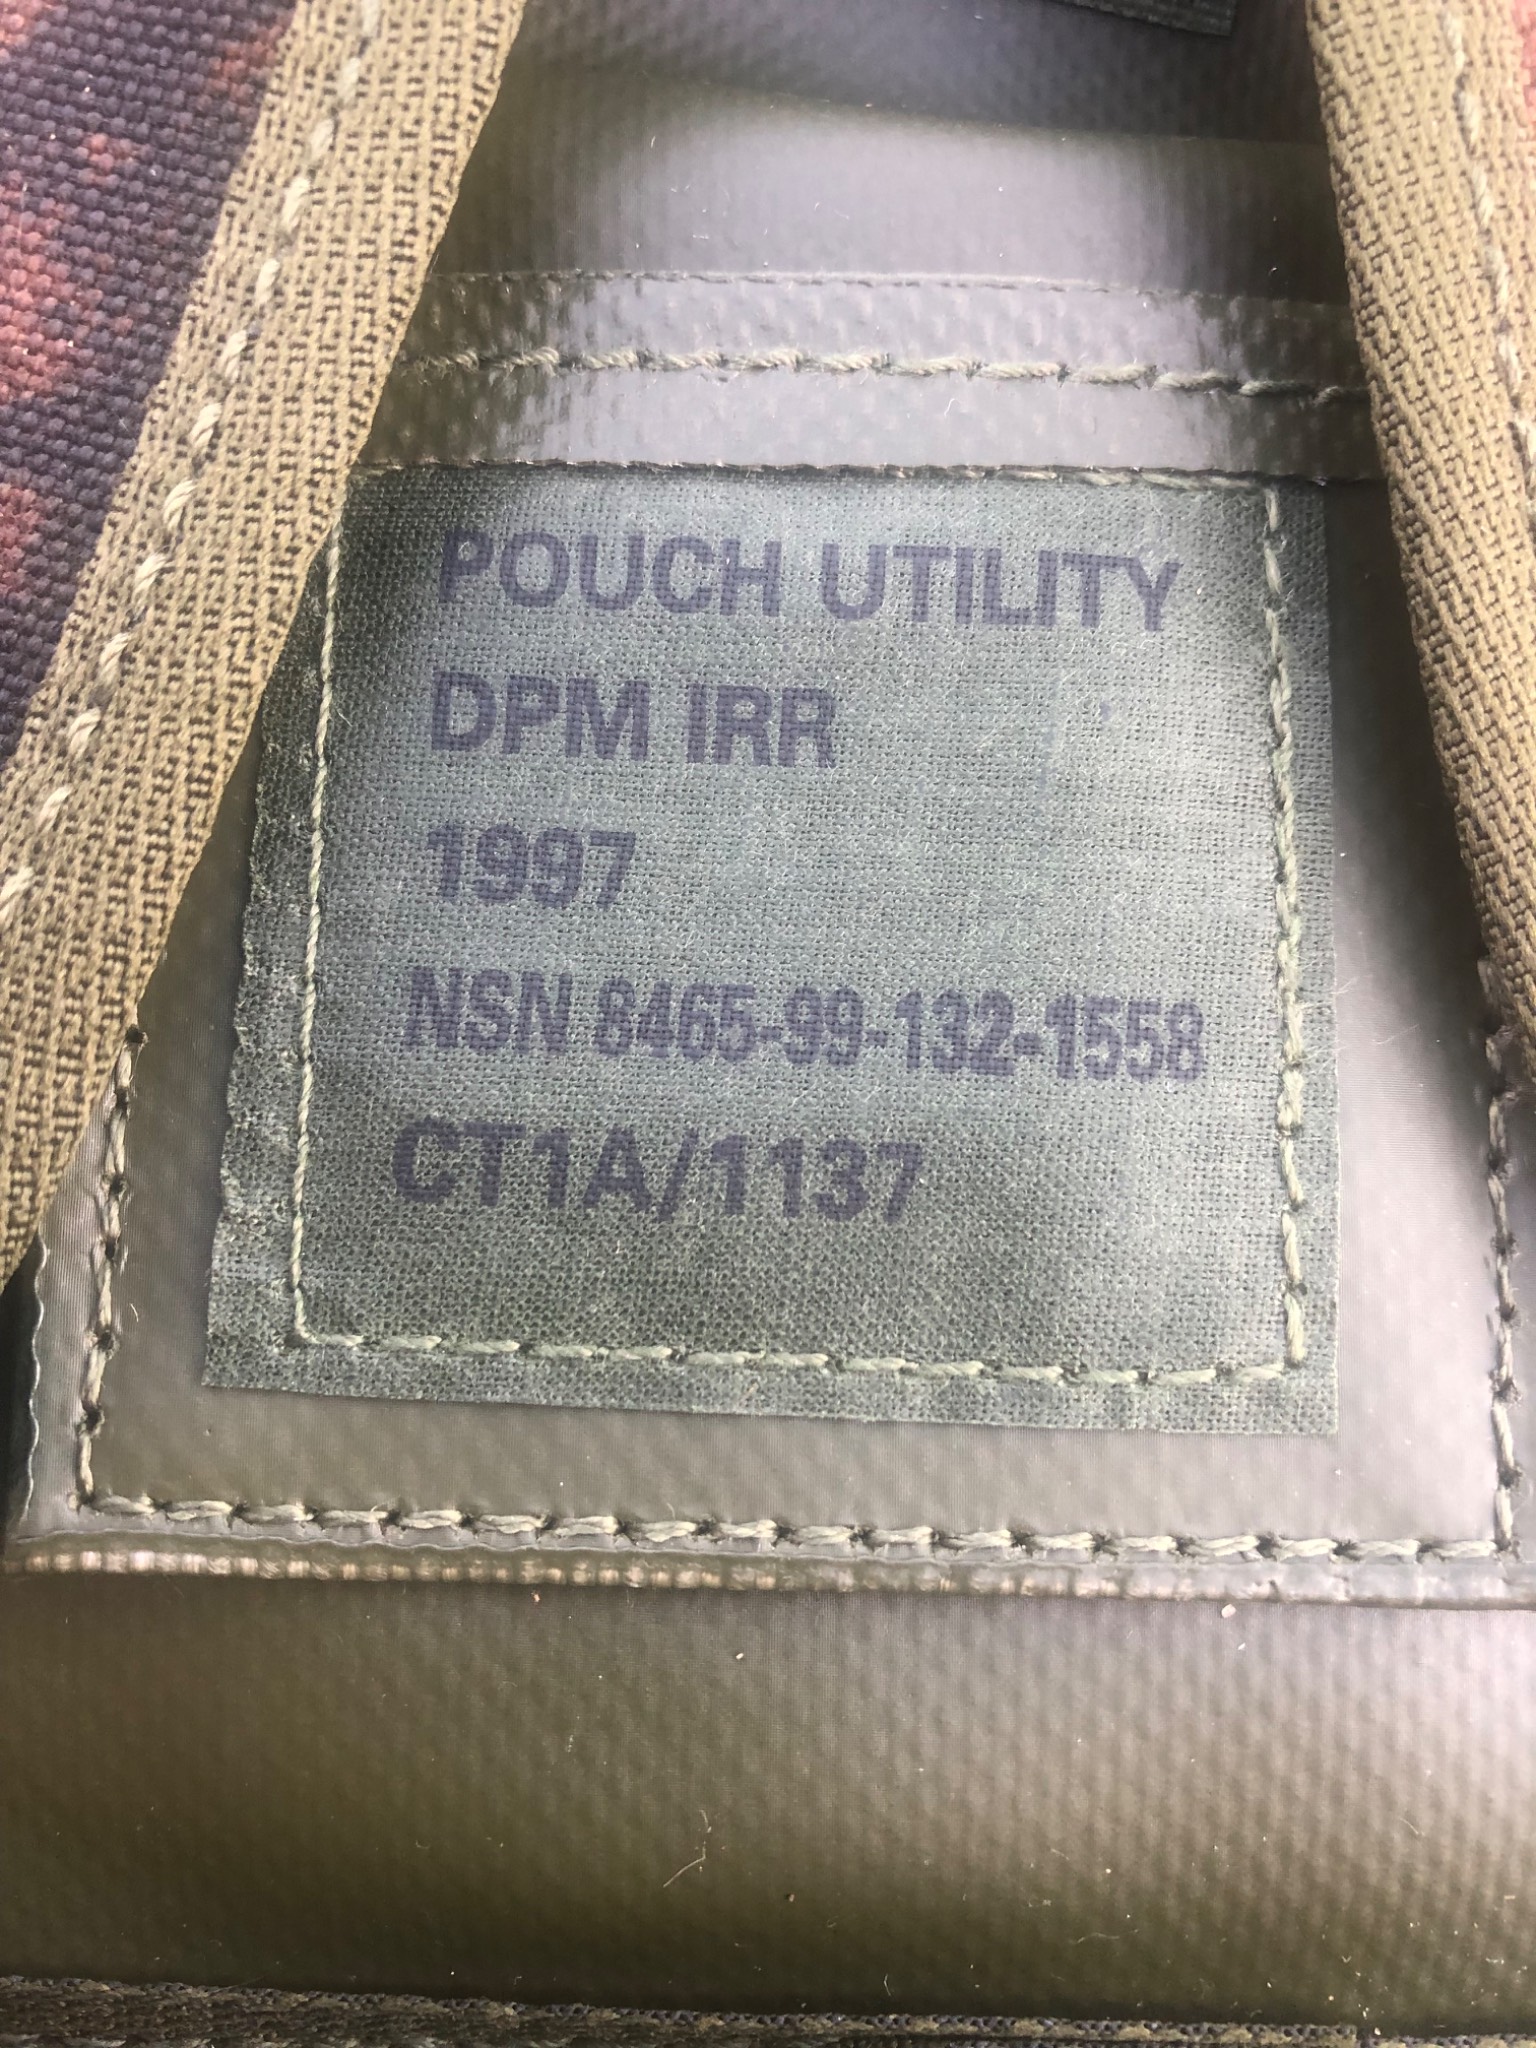 POUCH UTILITY
DPM IRR
1997
NSN 8465-99-132-1558
CT1A/1137